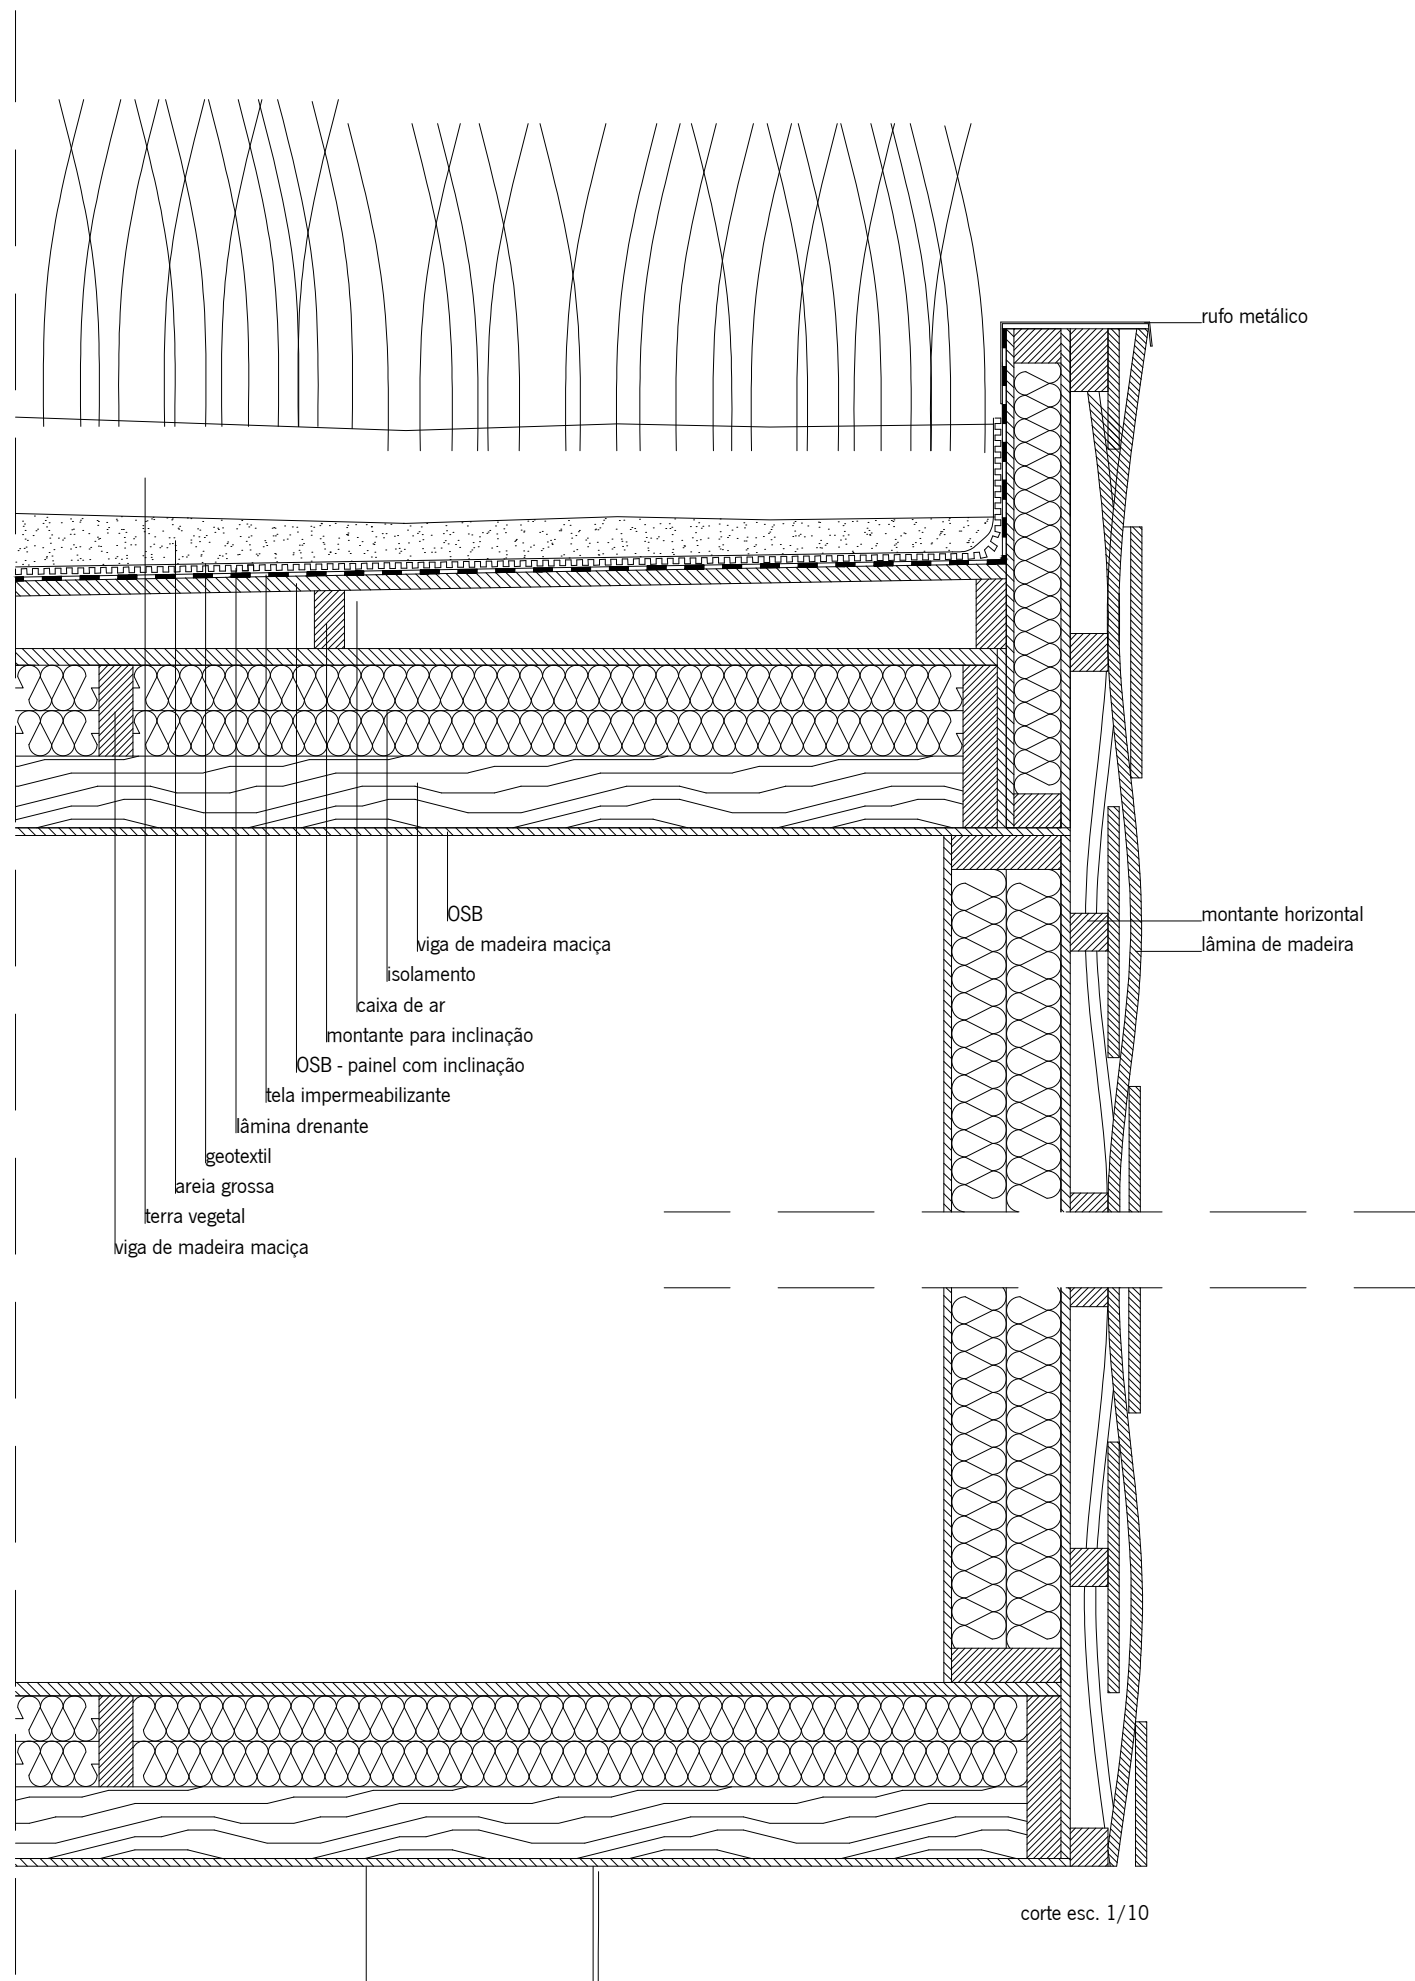 rufo metálico
OSB
montante horizontal
viga de madeira maciça
lâmina de madeira
isolamento
caixa de ar
montante para inclinação
OSB - painel com inclinação
tela impermeabilizante
lâmina drenante
geotextil
areia grossa
terra vegetal
viga de madeira maciça
corte esc. 1/10